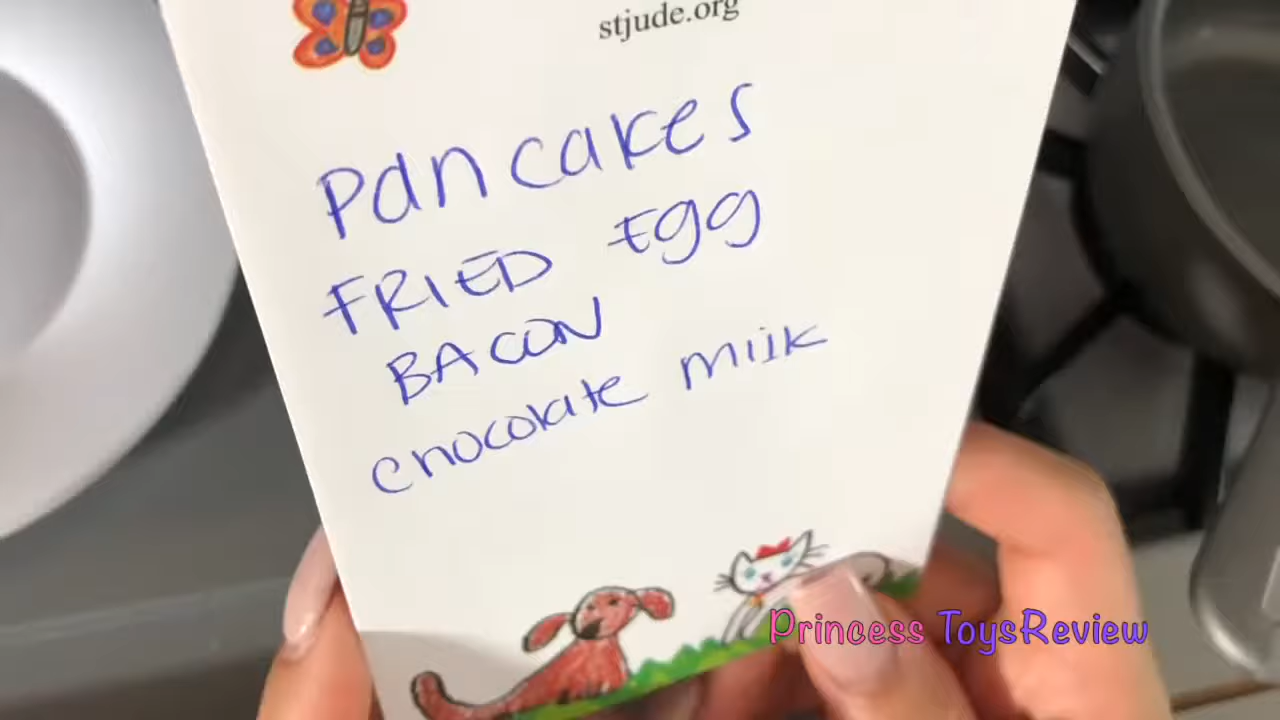 stjude.org
Pancakes
FRIED Egg
BACON
chocolate milk
Princess ToysReview